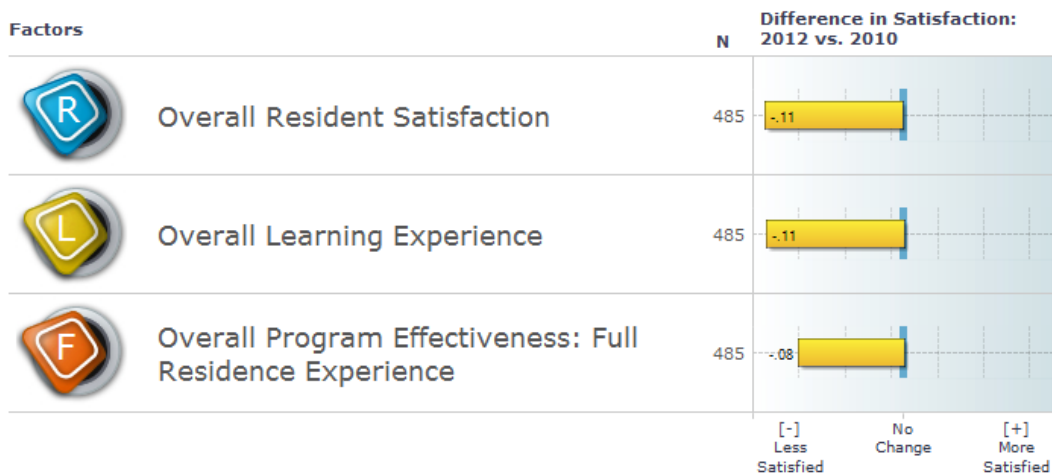 Factors
N
Difference in Satisfaction:
2012 vs. 2010
R
Overall Resident Satisfaction
485
-.11
L
Overall Learning Experience
485
-.11
F
Overall Program Effectiveness: Full
Residence Experience
485
-.08
[-]
Less
Satisfied
No
Change
[+]
More
Satisfied